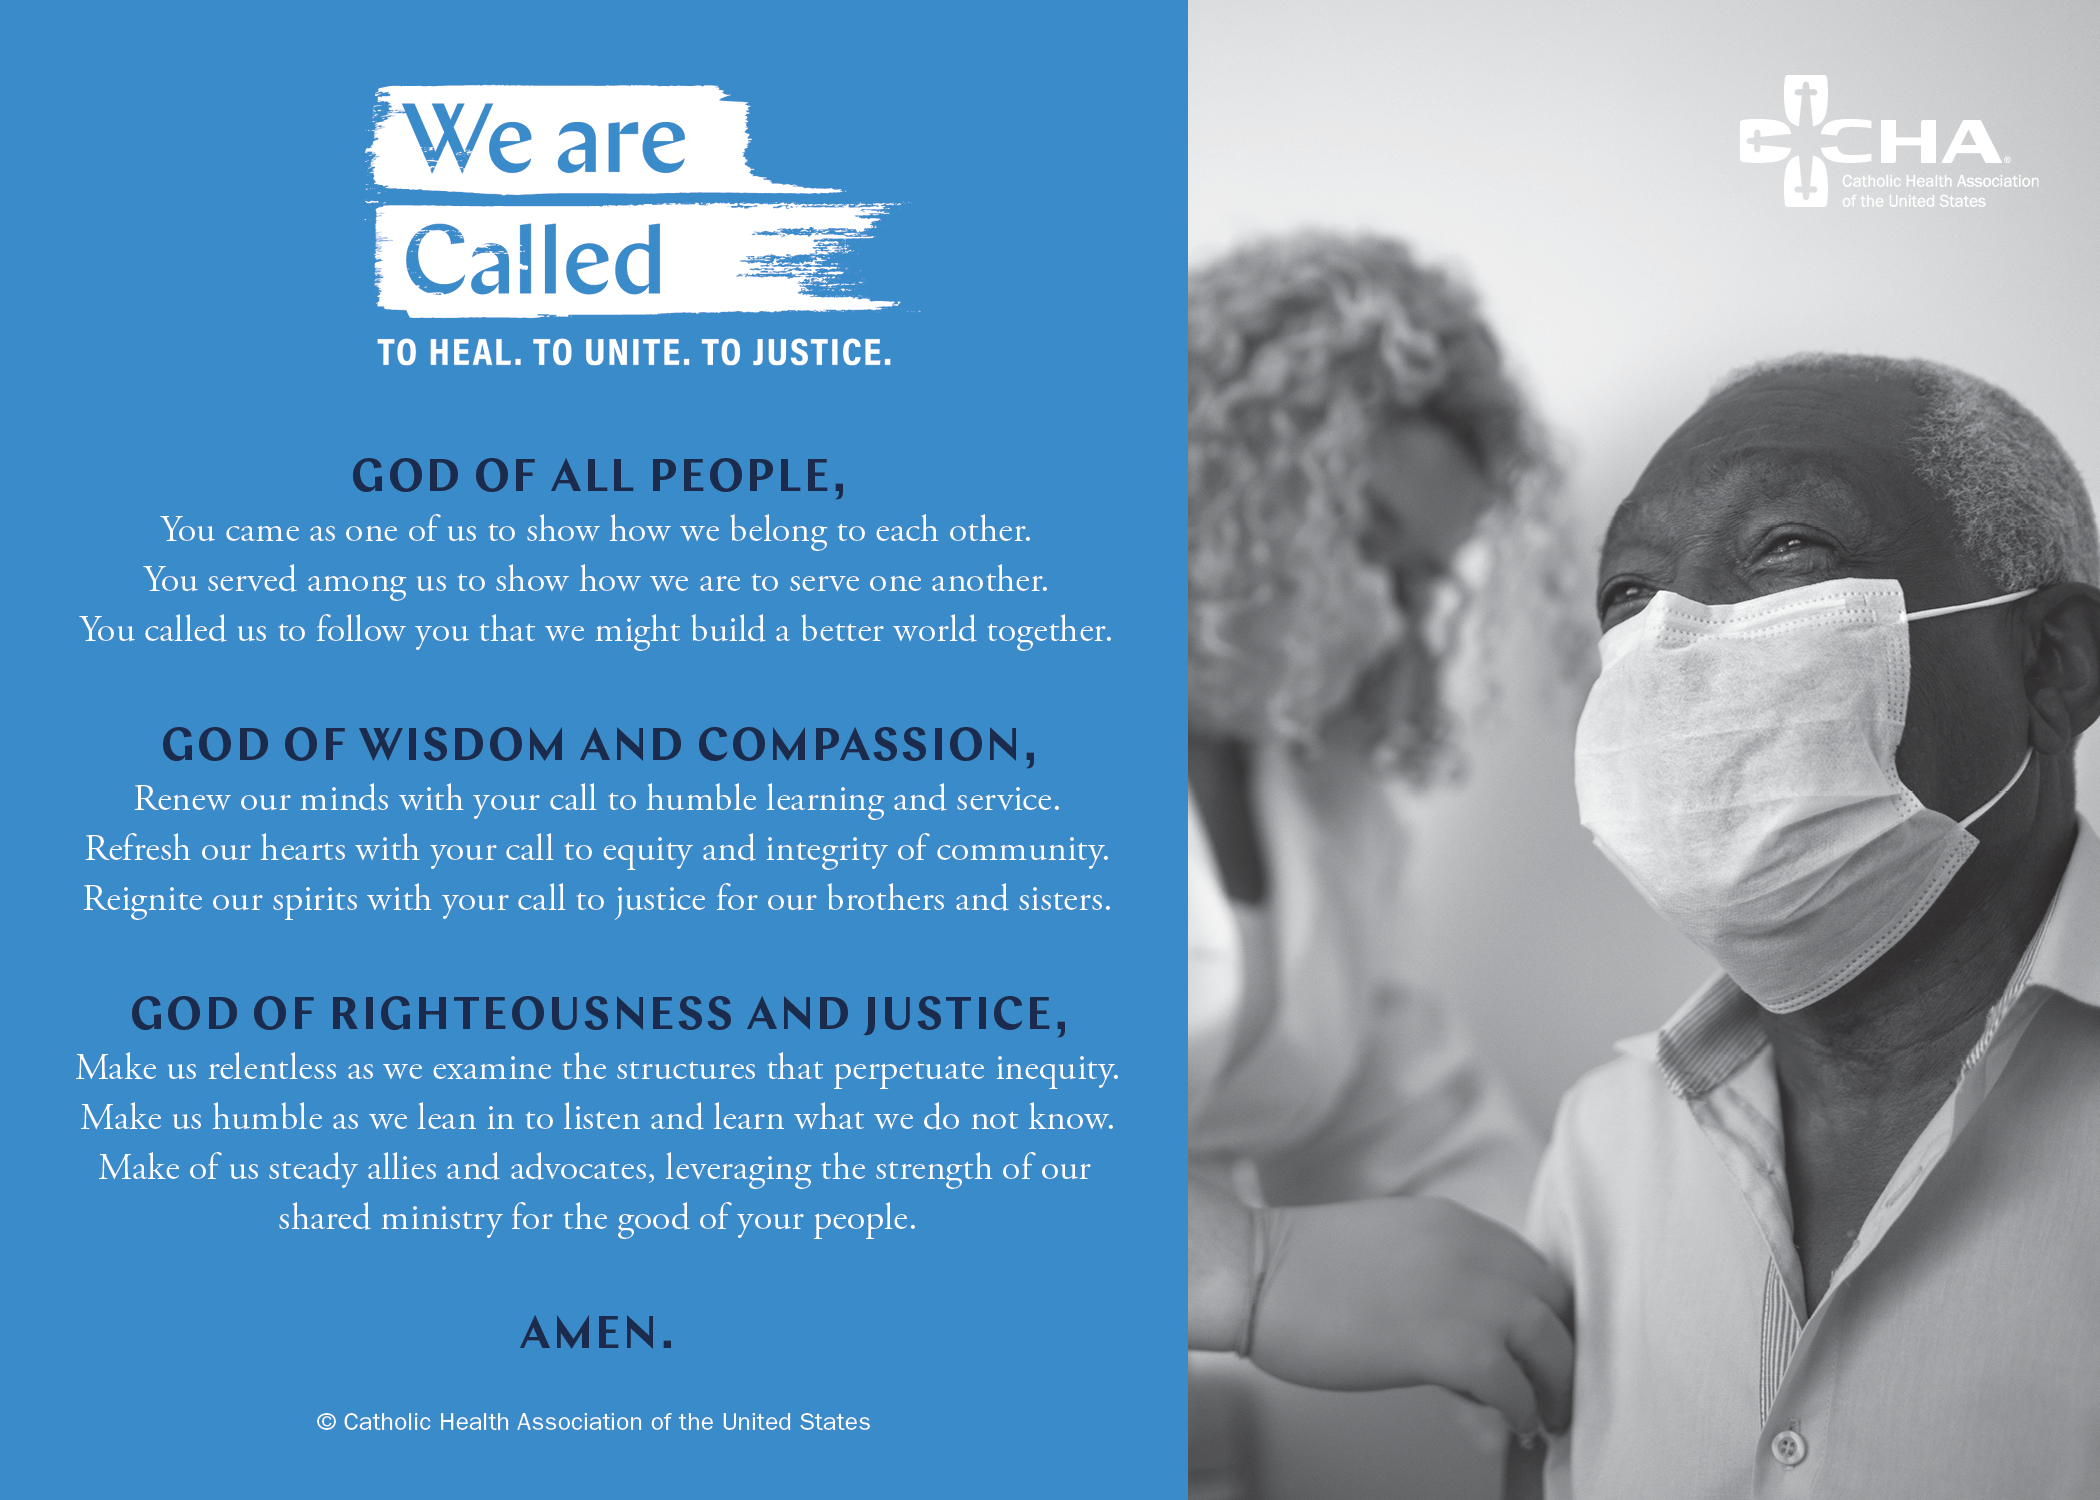 We are
Called
TO HEAL. TO UNITE. TO JUSTICE.
GOD OF ALL PEOPLE,
You came as one of us to show how we belong to each other.
You served among us to show how we are to serve one another.
You called us to follow you that we might build a better world together.
GOD OF WISDOM AND COMPASSION,
Renew our minds with your call to humble learning and service.
Refresh our hearts with your call to equity and integrity of community.
Reignite our spirits with your call to justice for our brothers and sisters.
GOD OF RIGHTEOUSNESS AND JUSTICE,
Make us relentless as we examine the structures that perpetuate inequity.
Make us humble as we lean in to listen and learn what we do not know.
Make of us steady allies and advocates, leveraging the strength of our
shared ministry for the good of your people.
AMEN.
© Catholic Health Association of the United States
CHA®
Catholic Health Association
of the United States